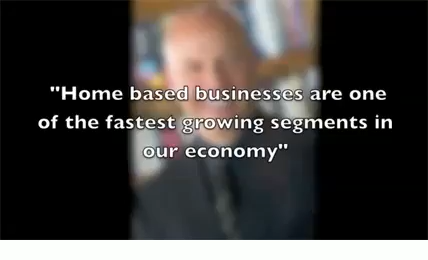 "Home based businesses are one
of the fastest growing segments in
our economy"